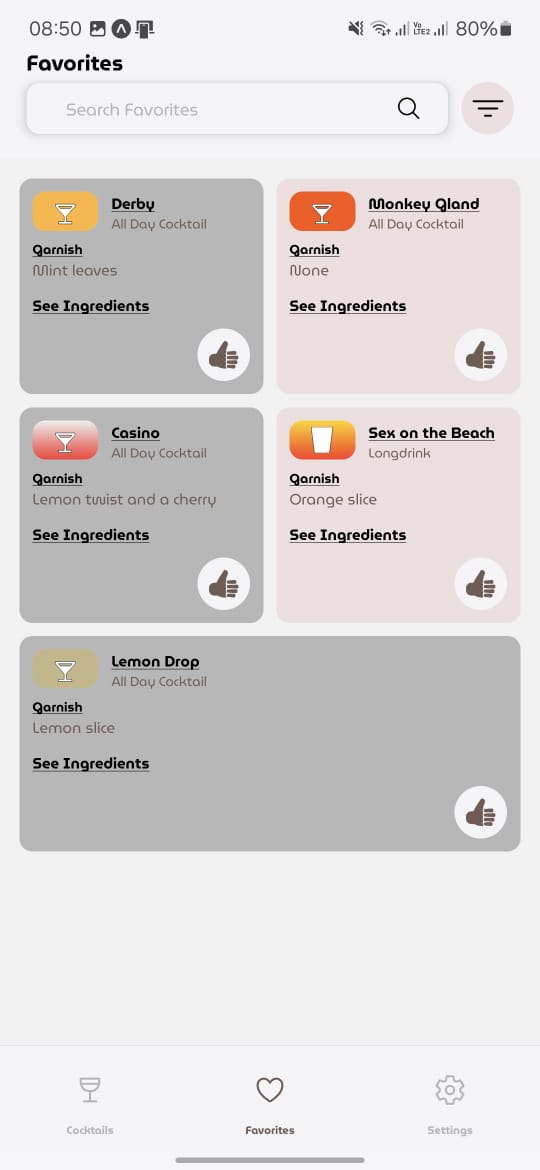 08:50
Vo
LTE2
80%
Favorites
Search Favorites
Derby
All Day Cocktail
Garnish
Mint leaves
See Ingredients
Monkey Gland
All Day Cocktail
Garnish
None
See Ingredients
Casino
All Day Cocktail
Garnish
Lemon twist and a cherry
See Ingredients
Sex on the Beach
Longdrink
Garnish
Orange slice
See Ingredients
Lemon Drop
All Day Cocktail
Garnish
Lemon slice
See Ingredients
Cocktails
Favorites
Settings